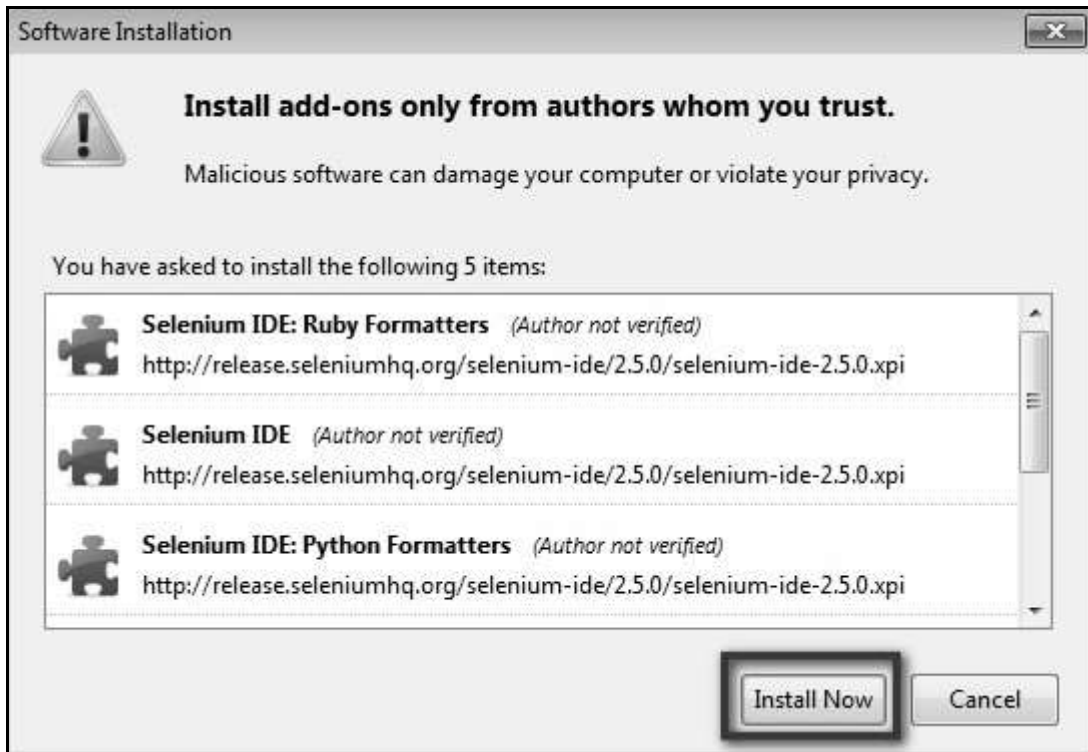 Software Installation
Install add-ons only from authors whom you trust.
Malicious software can damage your computer or violate your privacy.
You have asked to install the following 5 items:
Selenium IDE: Ruby Formatters (Author not verified)
http://release.seleniumhq.org/selenium-ide/2.5.0/selenium-ide-2.5.0.xpi
Selenium IDE (Author not verified)
http://release.seleniumhq.org/selenium-ide/2.5.0/selenium-ide-2.5.0.xpi
Selenium IDE: Python Formatters (Author not verified)
http://release.seleniumhq.org/selenium-ide/2.5.0/selenium-ide-2.5.0.xpi
Install Now Cancel